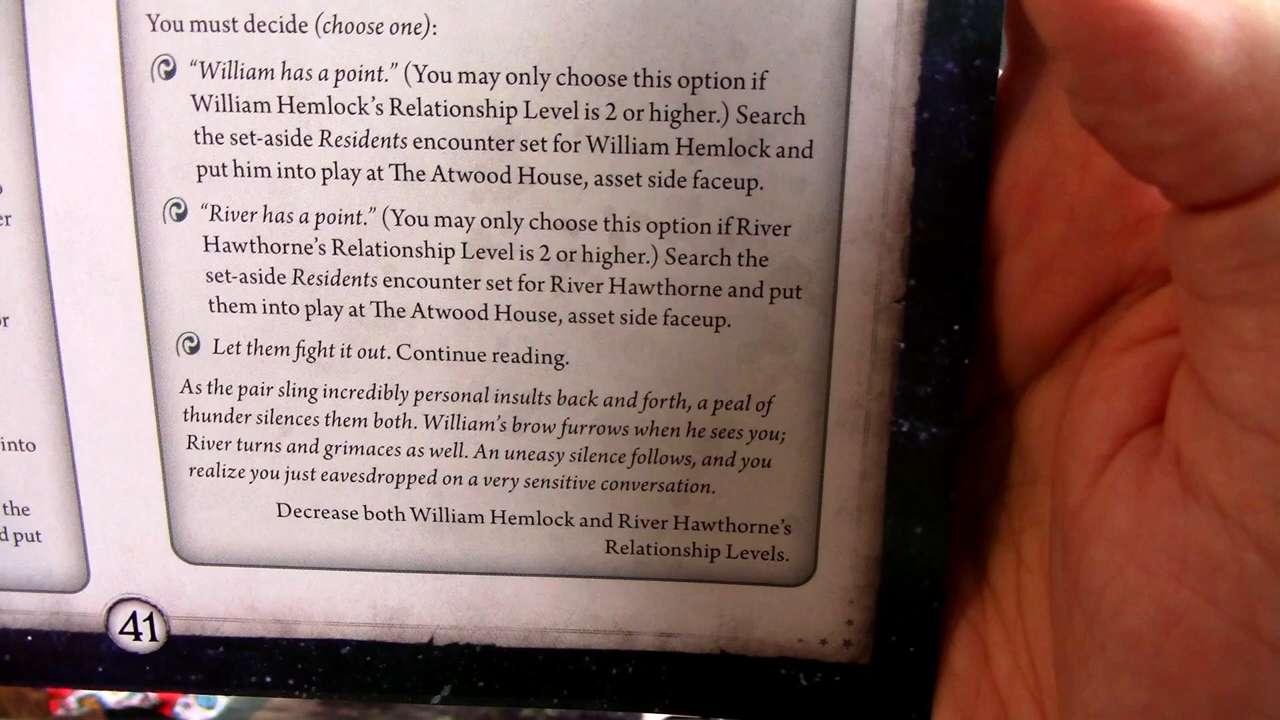 You must decide (choose one):
“William has a point.” (You may only choose this option if
William Hemlock’s Relationship Level is 2 or higher.) Search
the set-aside Residents encounter set for William Hemlock and
put him into play at The Atwood House, asset side faceup.
“River has a point.” (You may only choose this option if River
Hawthorne’s Relationship Level is 2 or higher.) Search the
set-aside Residents encounter set for River Hawthorne and put
them into play at The Atwood House, asset side faceup.
Let them fight it out. Continue reading.
As the pair sling incredibly personal insults back and forth, a peal of
thunder silences them both. William’s brow furrows when he sees you;
River turns and grimaces as well. An uneasy silence follows, and you
realize you just eavesdropped on a very sensitive conversation.
Decrease both William Hemlock and River Hawthorne’s
Relationship Levels.
into
the
put
41